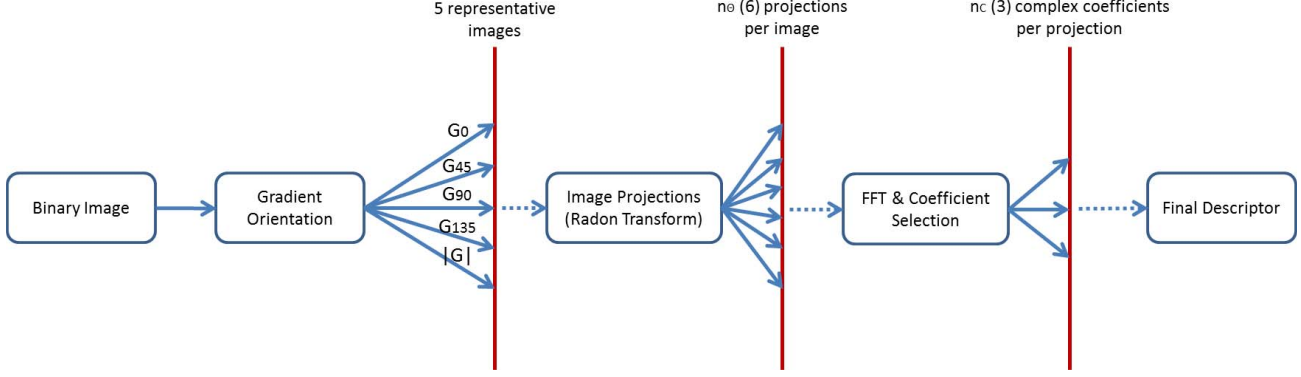 5 representative
images
nΘ (6) projections
per image
nC (3) complex coefficients
per projection
Binary Image
Gradient
Orientation
G0
G45
G90
G135
|G|
Image Projections
(Radon Transform)
FFT & Coefficient
Selection
Final Descriptor